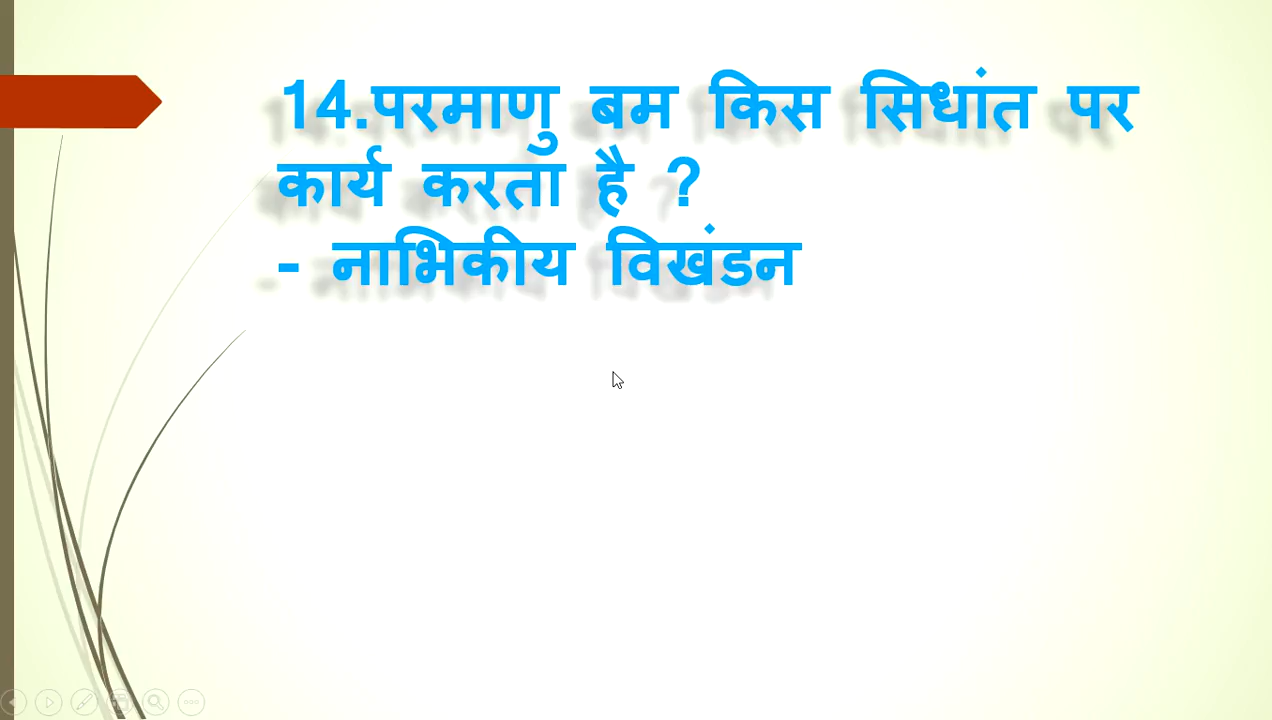 14.परमाणु बम किस सिधांत पर
कार्य करता है ?
- नाभिकीय विखंडन